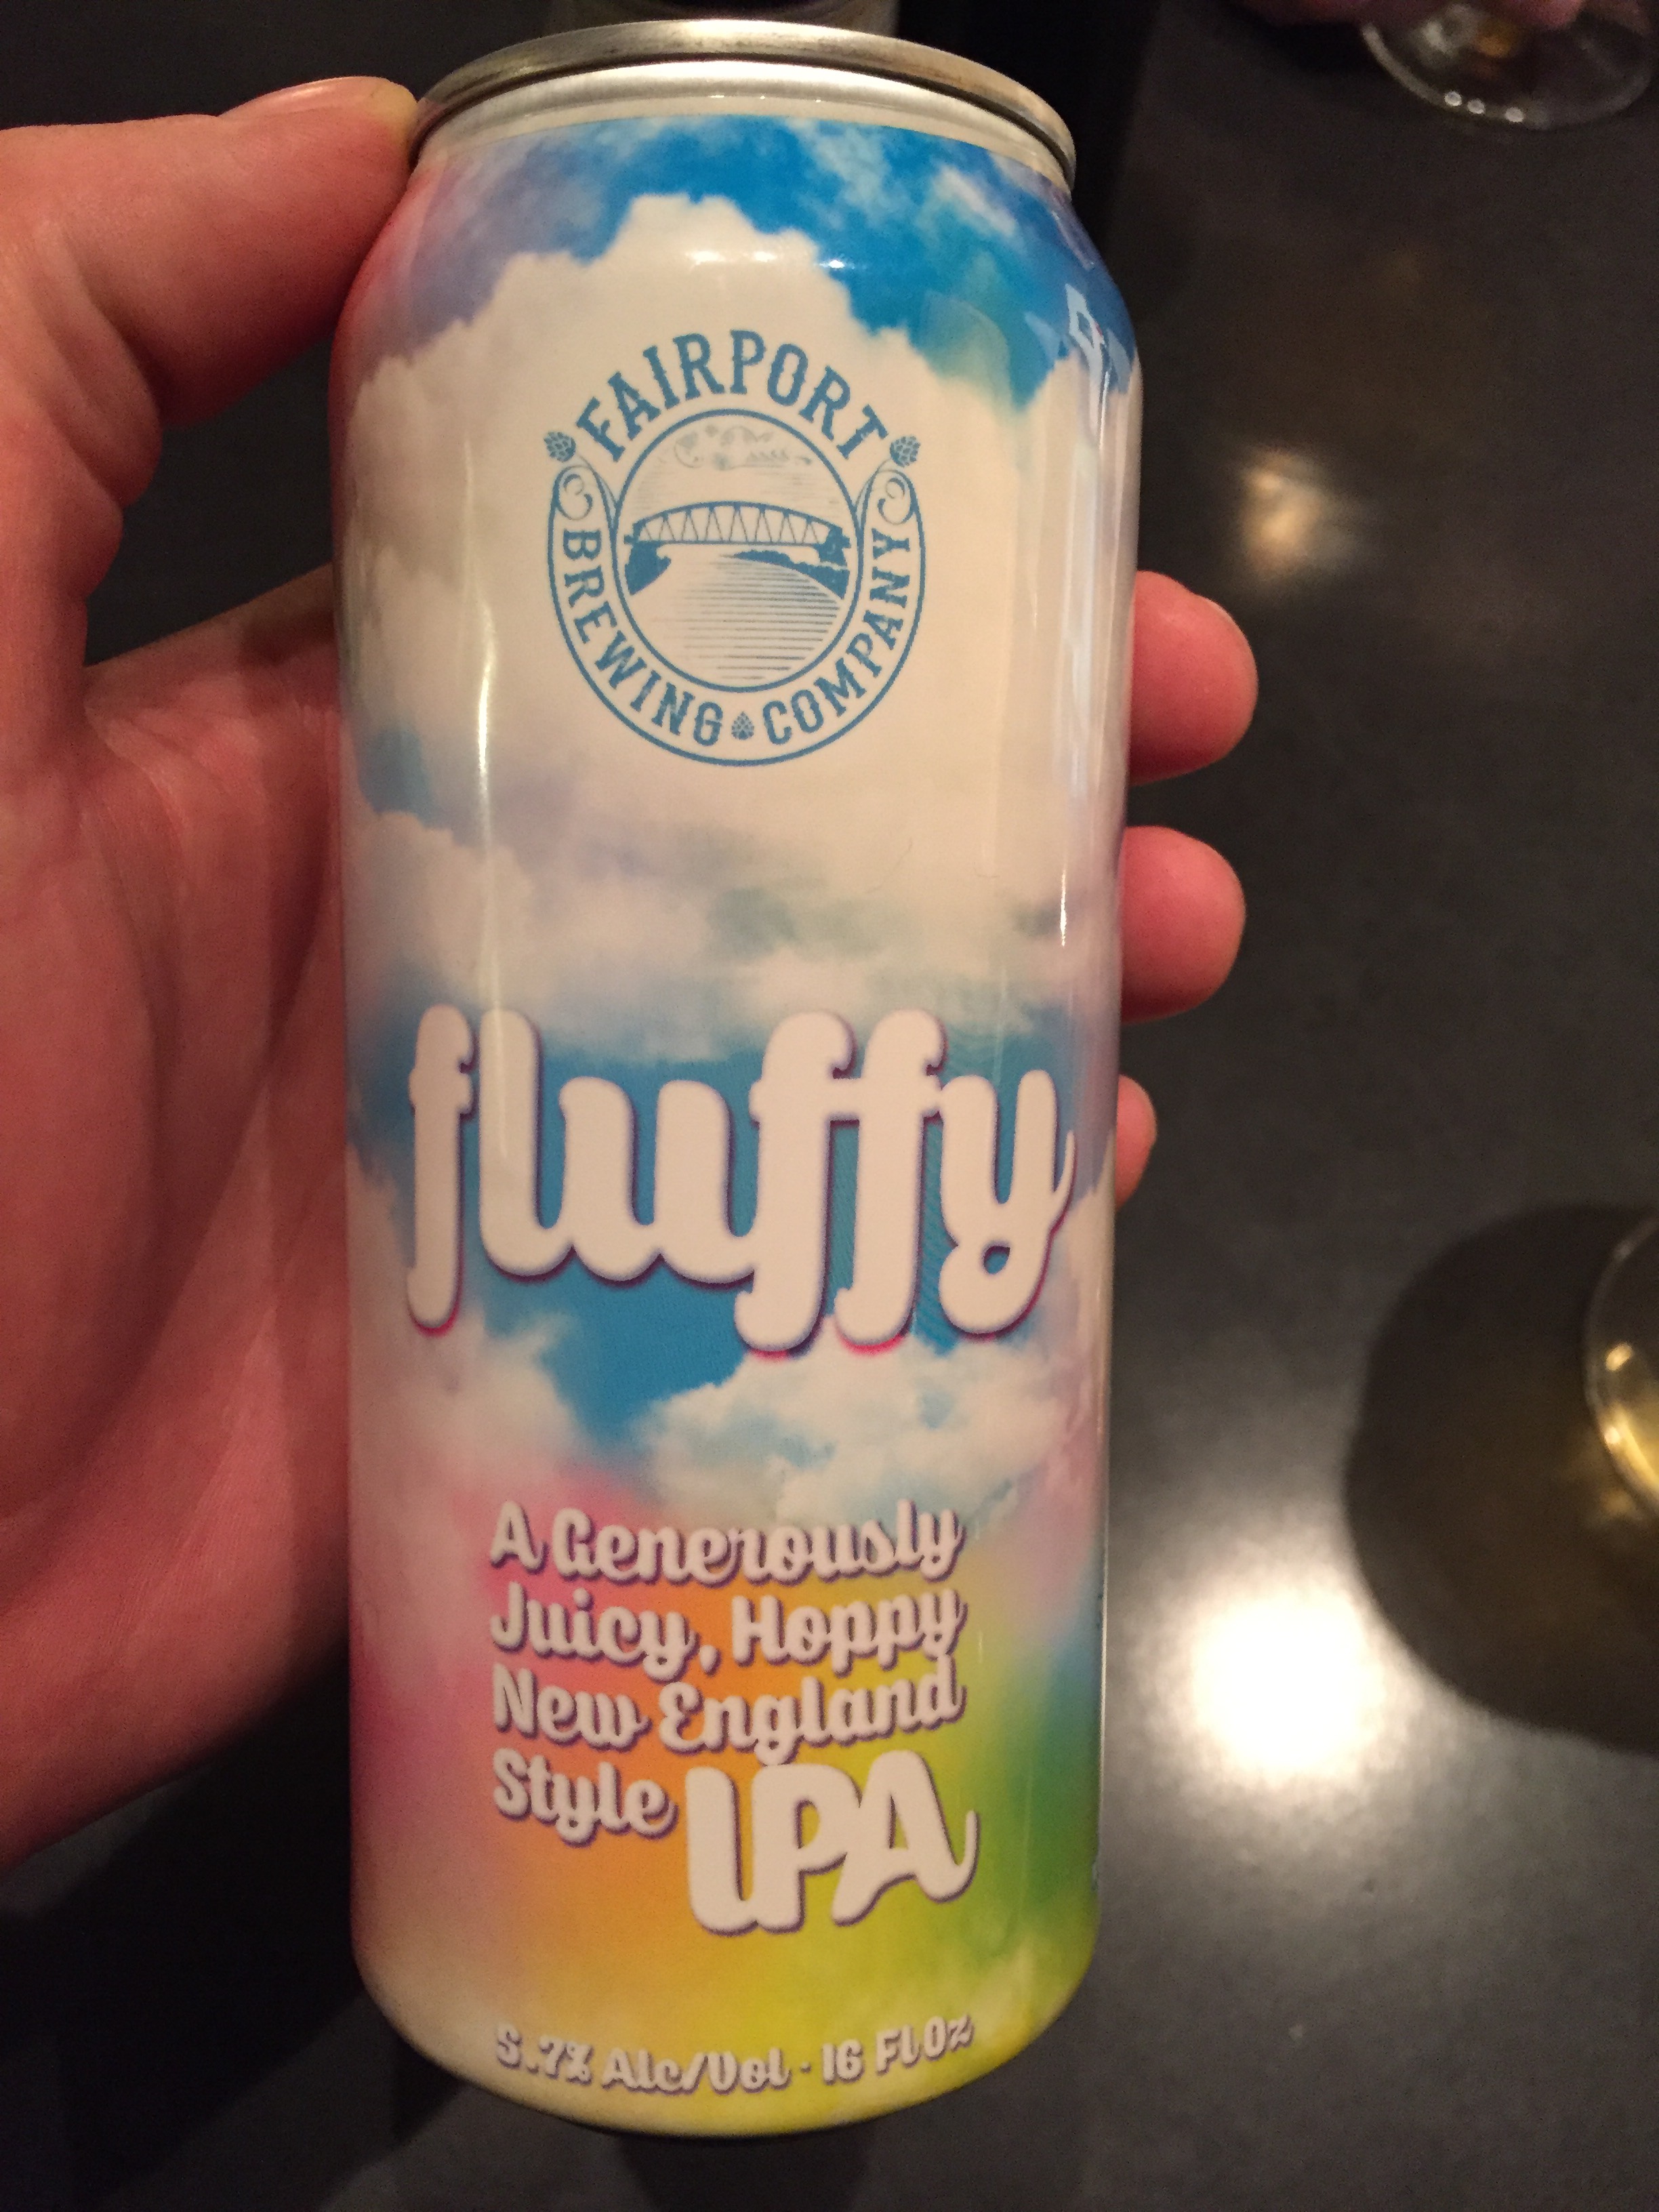 FAIRPORT
BREWING COMPANY
fluffy
A Generously
Juicy, Hoppy
New England
Style IPA
5.7% Alc/Vol · 16 Fl Oz